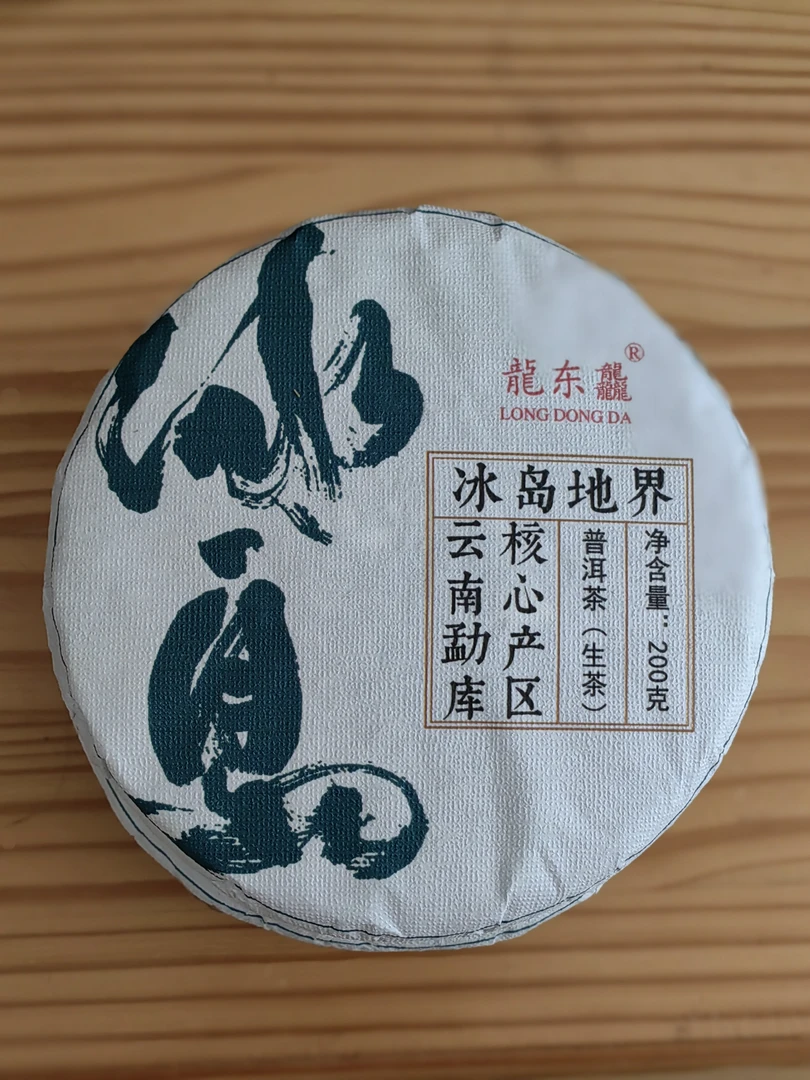 冰岛
龍东龘®
LONG DONG DA
冰岛地界
云南勐库
核心产区
普洱茶（生茶）
净含量：200克